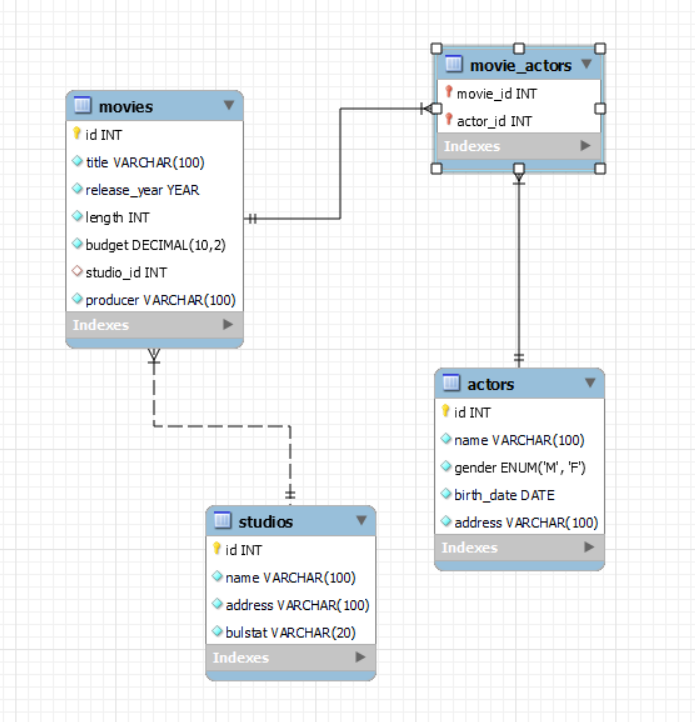 movies
id INT
title VARCHAR(100)
release_year YEAR
length INT
budget DECIMAL(10,2)
studio_id INT
producer VARCHAR(100)
Indexes
movie_actors
movie_id INT
actor_id INT
Indexes
actors
id INT
name VARCHAR(100)
gender ENUM('M', 'F')
birth_date DATE
address VARCHAR(100)
Indexes
studios
id INT
name VARCHAR(100)
address VARCHAR(100)
bulstat VARCHAR(20)
Indexes